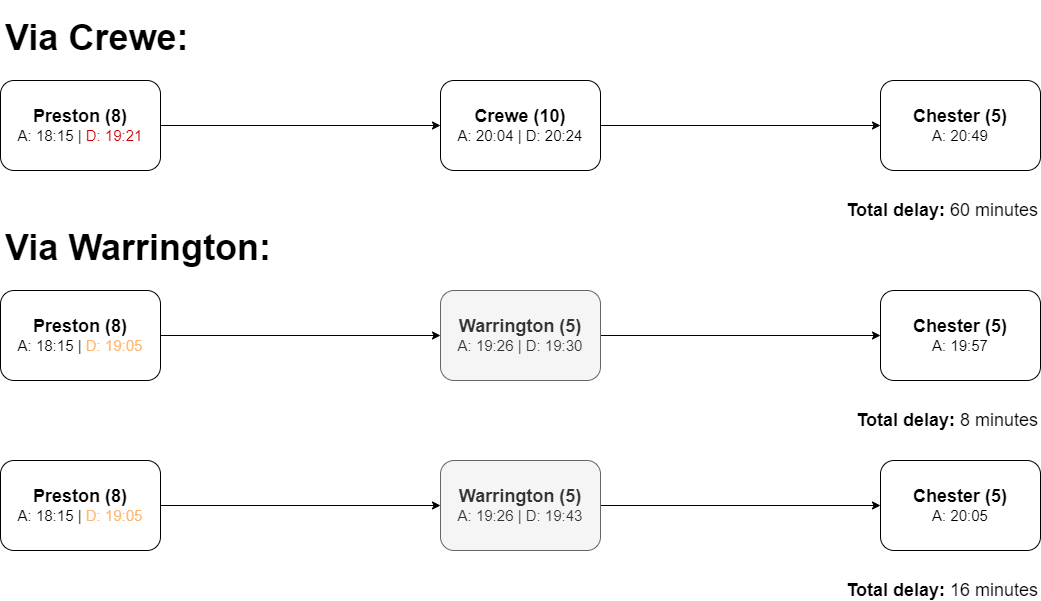 Via Crewe:
Preston (8)
A: 18:15 | D: 19:21
Crewe (10)
A: 20:04 | D: 20:24
Chester (5)
A: 20:49
Total delay: 60 minutes
Via Warrington:
Preston (8)
A: 18:15 | D: 19:05
Warrington (5)
A: 19:26 | D: 19:30
Chester (5)
A: 19:57
Total delay: 8 minutes
Preston (8)
A: 18:15 | D: 19:05
Warrington (5)
A: 19:26 | D: 19:43
Chester (5)
A: 20:05
Total delay: 16 minutes